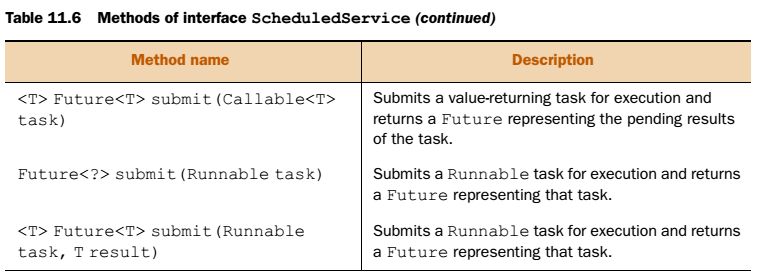 Table 11.6 Methods of interface ScheduledService (continued)
Method name
Description
<T> Future<T> submit(Callable<T>
task)
Submits a value-returning task for execution and
returns a Future representing the pending results
of the task.
Future<?> submit(Runnable task)
Submits a Runnable task for execution and returns
a Future representing that task.
<T> Future<T> submit(Runnable
task, T result)
Submits a Runnable task for execution and returns
a Future representing that task.